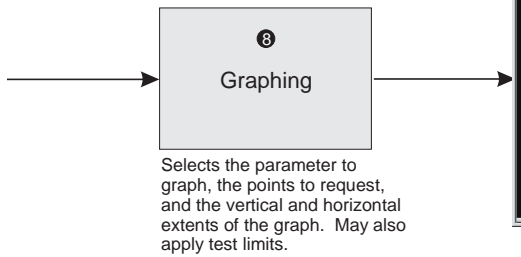 ❽
Graphing
Selects the parameter to
graph, the points to request,
and the vertical and horizontal
extents of the graph.  May also
apply test limits.